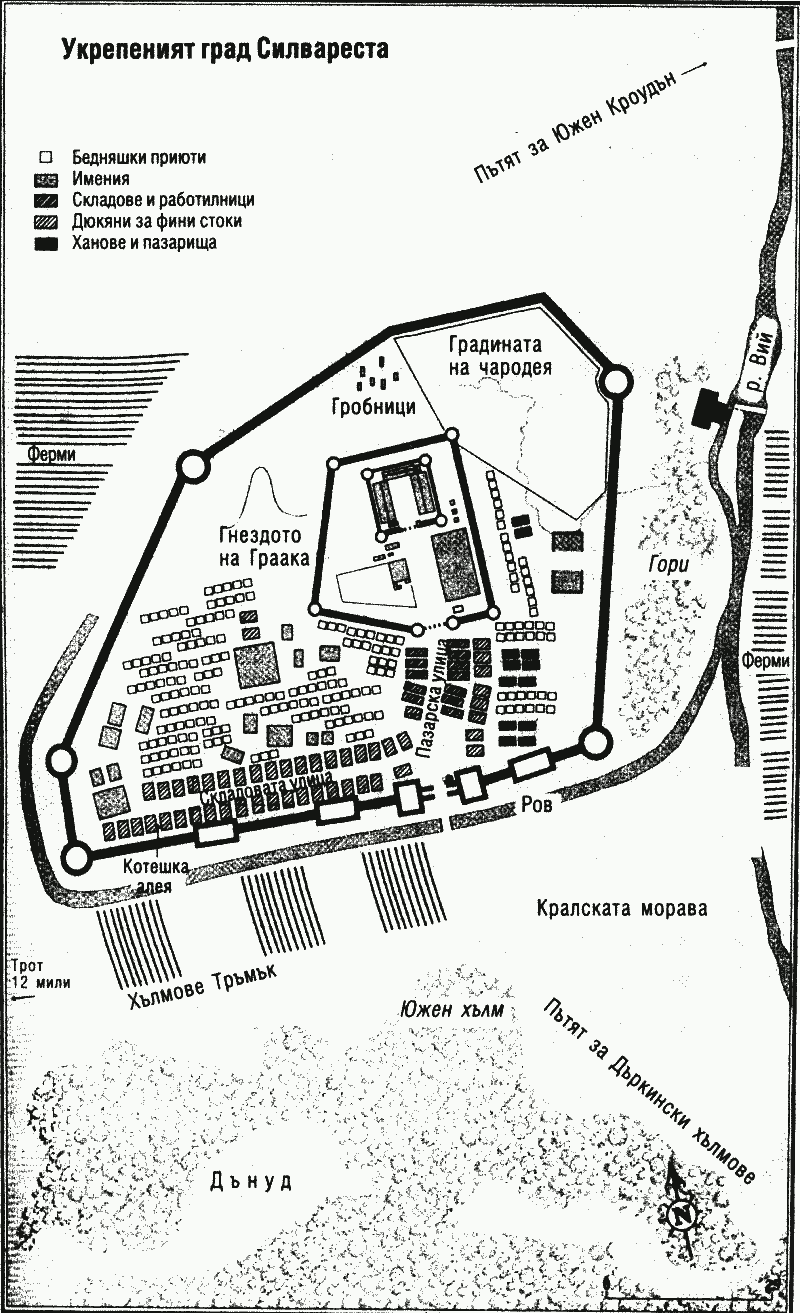 Укрепеният град Силвареста
Пътят за Южен Кроудън
Бедняшки приюти
Имения
Складове и работилници
Дюкяни за фини стоки
Ханове и пазарища
р. Вий
Градината
на чародея
Гробници
Ферми
Гнездото
на Граака
Гори
Ферми
Пазарска улица
Складовата улица
Ров
Котешка
алея
Кралската морава
Трот
12 мили
Хълмове Тръмък
Южен хълм
Пътят за Дъркински хълмове
Дънуд
N